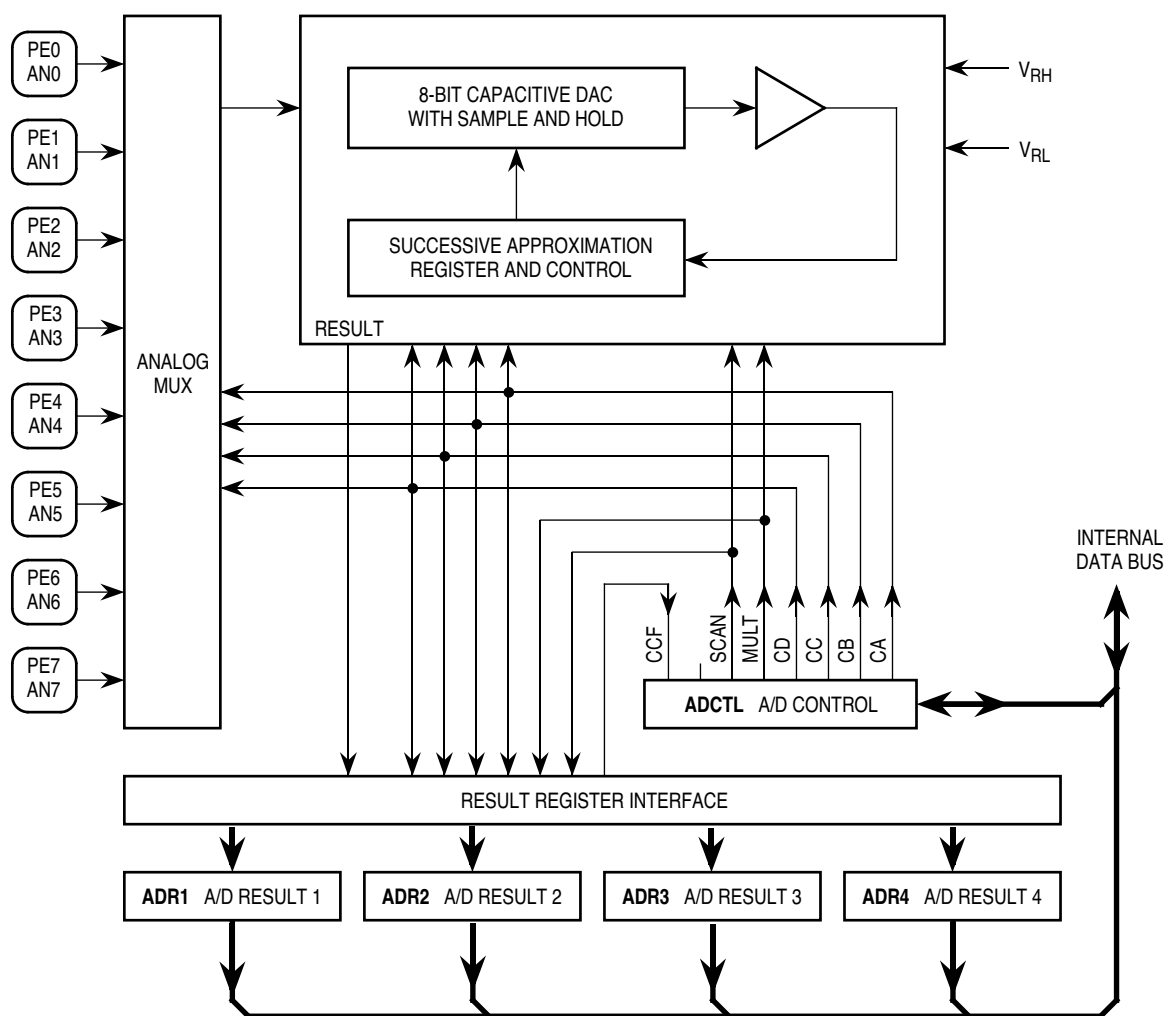 PE0
AN0
PE1
AN1
PE2
AN2
PE3
AN3
PE4
AN4
PE5
AN5
PE6
AN6
PE7
AN7
ANALOG
MUX
8-BIT CAPACITIVE DAC
WITH SAMPLE AND HOLD
SUCCESSIVE APPROXIMATION
REGISTER AND CONTROL
RESULT
VRH
VRL
INTERNAL
DATA BUS
CCF
SCAN
MULT
CD
CC
CB
CA
ADCTL A/D CONTROL
RESULT REGISTER INTERFACE
ADR1 A/D RESULT 1
ADR2 A/D RESULT 2
ADR3 A/D RESULT 3
ADR4 A/D RESULT 4